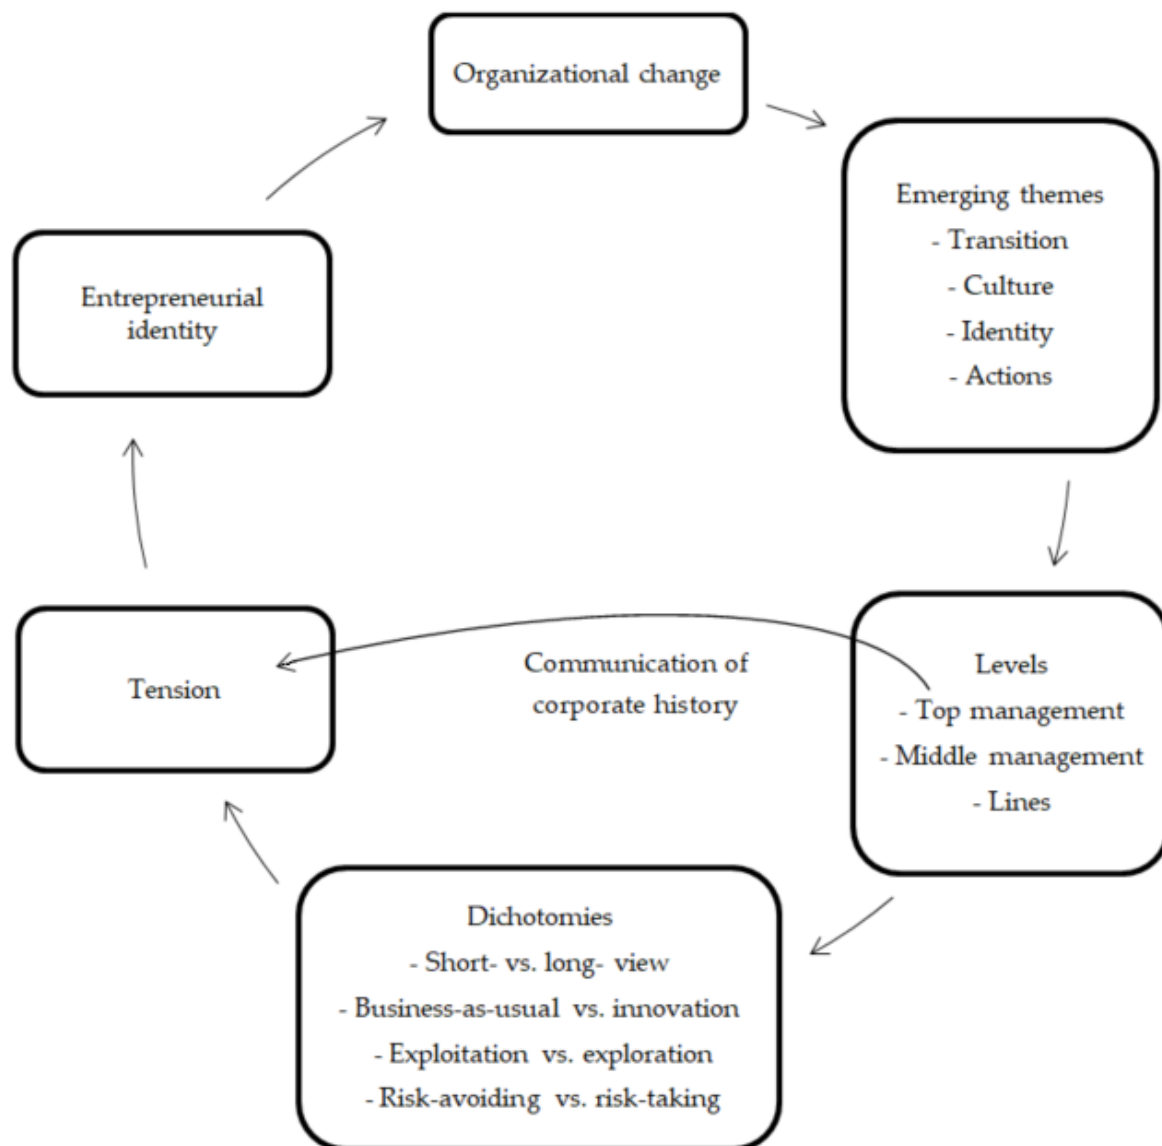 Organizational change
Emerging themes
- Transition
- Culture
- Identity
- Actions
Levels
- Top management
- Middle management
- Lines
Dichotomies
- Short- vs. long- view
- Business-as-usual vs. innovation
- Exploitation vs. exploration
- Risk-avoiding vs. risk-taking
Tension
Communication of
corporate history
Entrepreneurial
identity